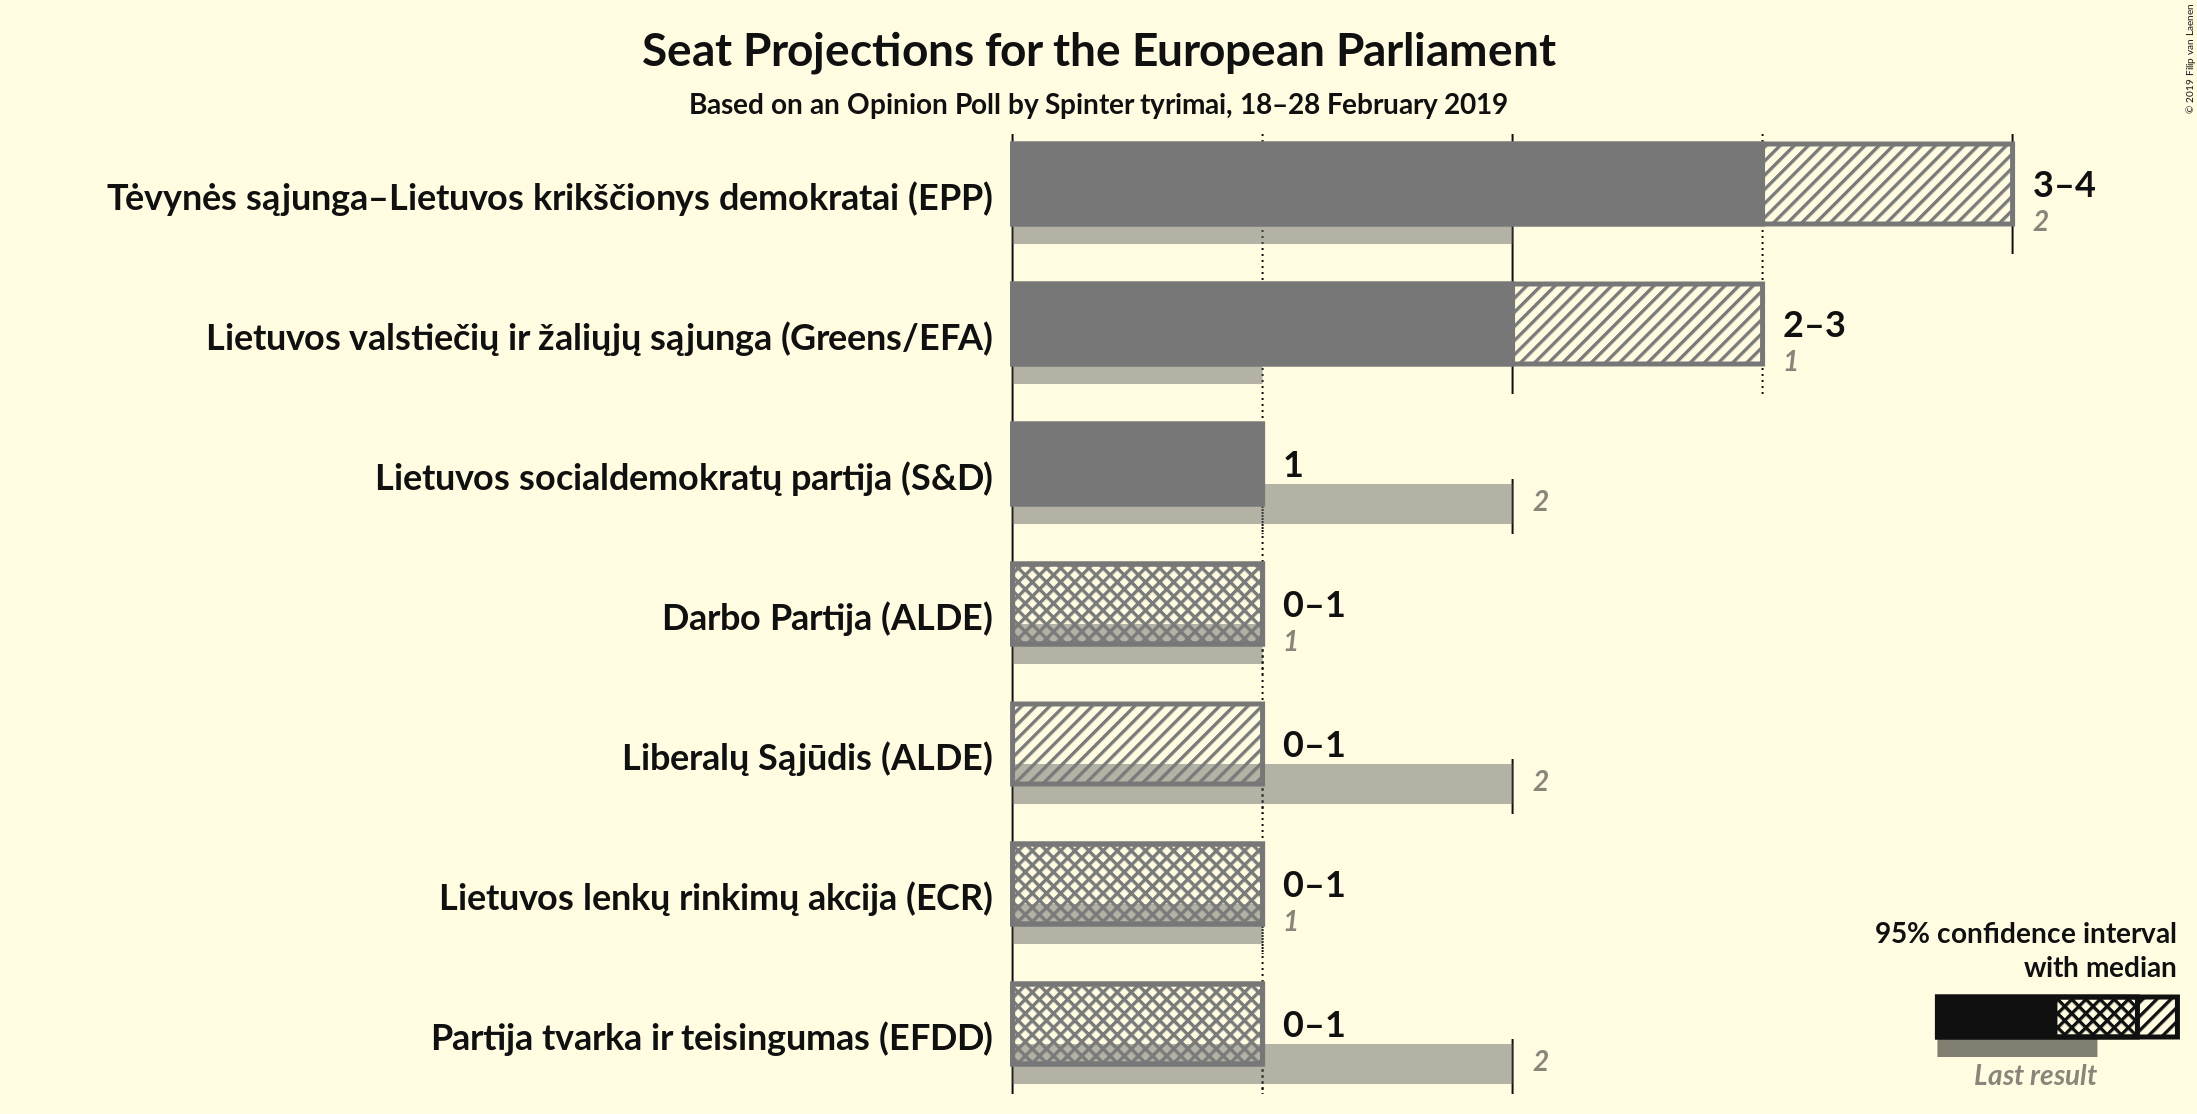 Seat Projections for the European Parliament
Based on an Opinion Poll by Spinter tyrimai, 18–28 February 2019
© 2019 Filip van Laenen
Tėvynės sąjunga–Lietuvos krikščionys demokratai (EPP)
3–4
2
Lietuvos valstiečių ir žaliųjų sąjunga (Greens/EFA)
2–3
1
Lietuvos socialdemokratų partija (S&D)
1
2
Darbo Partija (ALDE)
0–1
1
Liberalų Sąjūdis (ALDE)
0–1
2
Lietuvos lenkų rinkimų akcija (ECR)
0–1
1
Partija tvarka ir teisingumas (EFDD)
0–1
2
95% confidence interval
with median
Last result